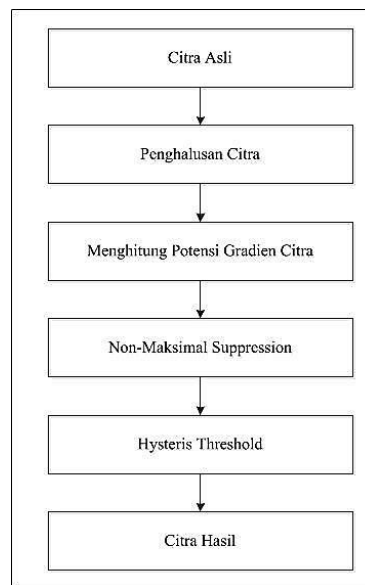 Citra Asli
Penghalusan Citra
Menghitung Potensi Gradien Citra
Non-Maksimal Suppression
Hysteris Threshold
Citra Hasil